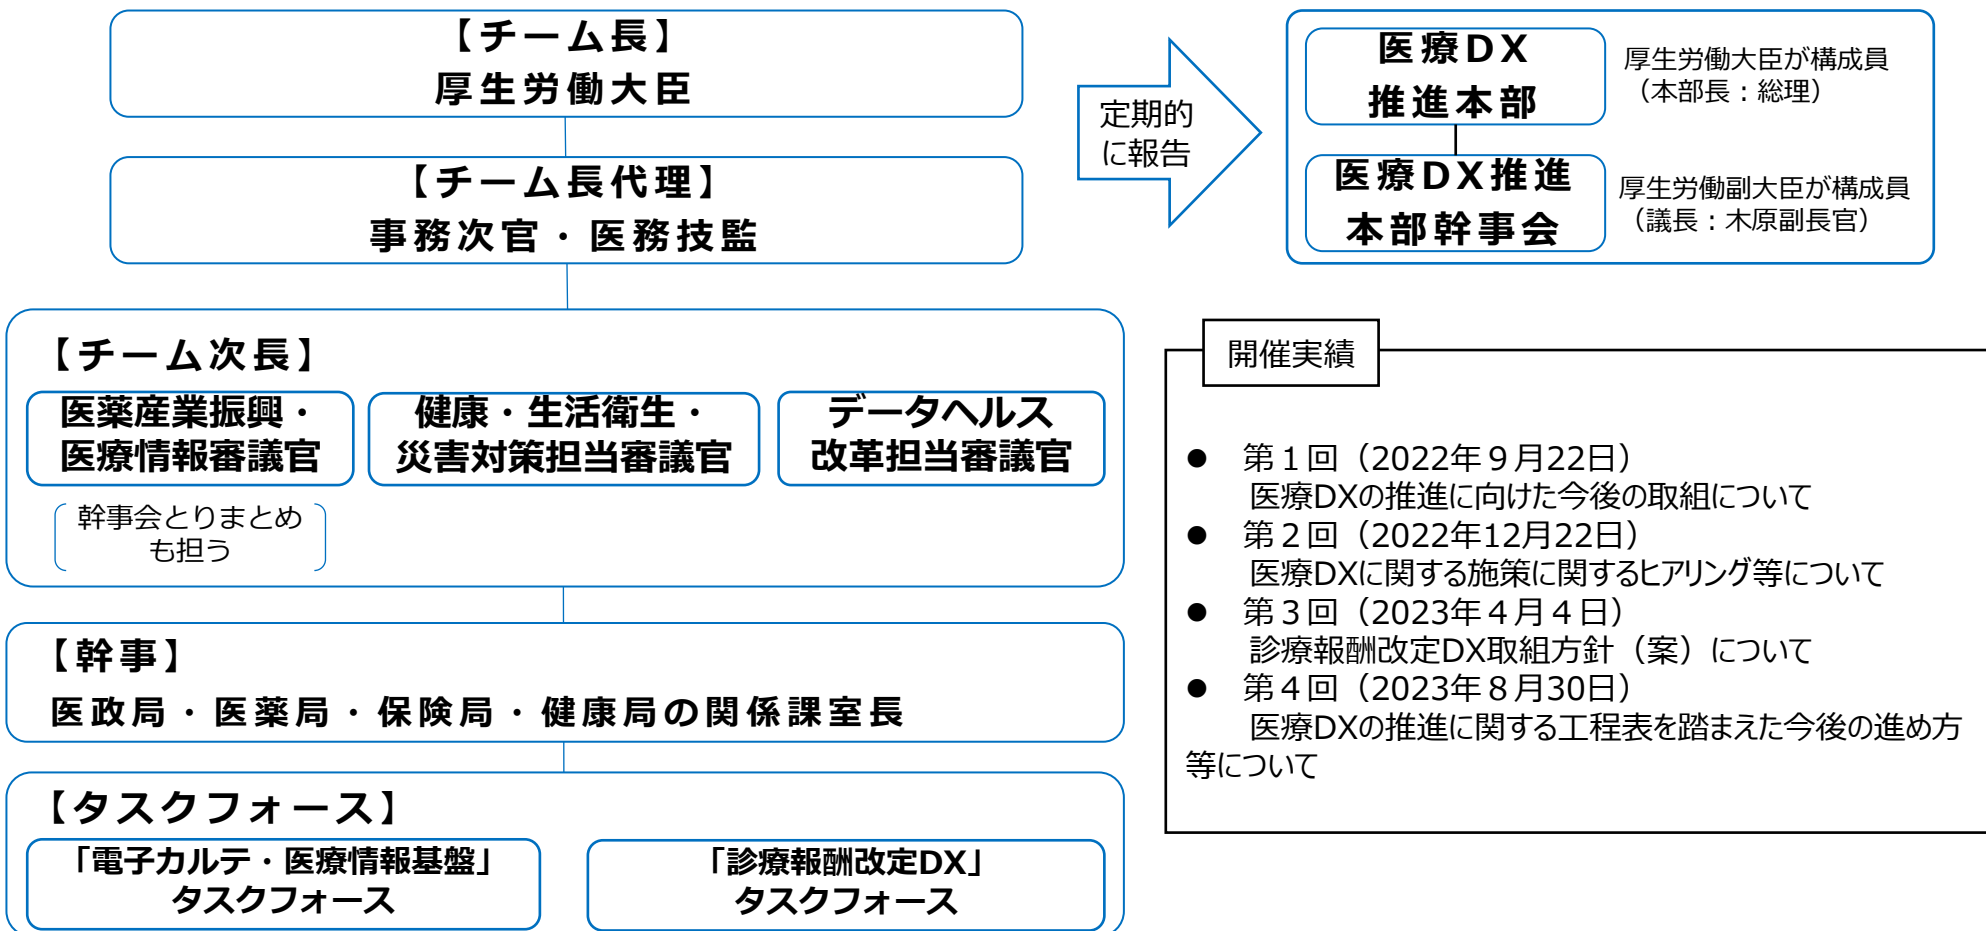 【チーム長】
厚生労働大臣
【チーム長代理】
事務次官・医務技監
【チーム次長】
医薬産業振興・
医療情報審議官
健康・生活衛生・
災害対策担当審議官
データヘルス
改革担当審議官
幹事会とりまとめ
も担う
【幹事】
医政局・医薬局・保険局・健康局の関係課室長
【タスクフォース】
「電子カルテ・医療情報基盤」
タスクフォース
「診療報酬改定DX」
タスクフォース
定期的
に報告
医療DX
推進本部
厚生労働大臣が構成員
（本部長：総理）
医療DX推進
本部幹事会
厚生労働副大臣が構成員
（議長：木原副長官）
開催実績
● 第１回（2022年９月22日）
医療DXの推進に向けた今後の取組について
● 第２回（2022年12月22日）
医療DXに関する施策に関するヒアリング等について
● 第３回（2023年４月４日）
診療報酬改定DX取組方針（案）について
● 第４回（2023年８月30日）
医療DXの推進に関する工程表を踏まえた今後の進め方
等について